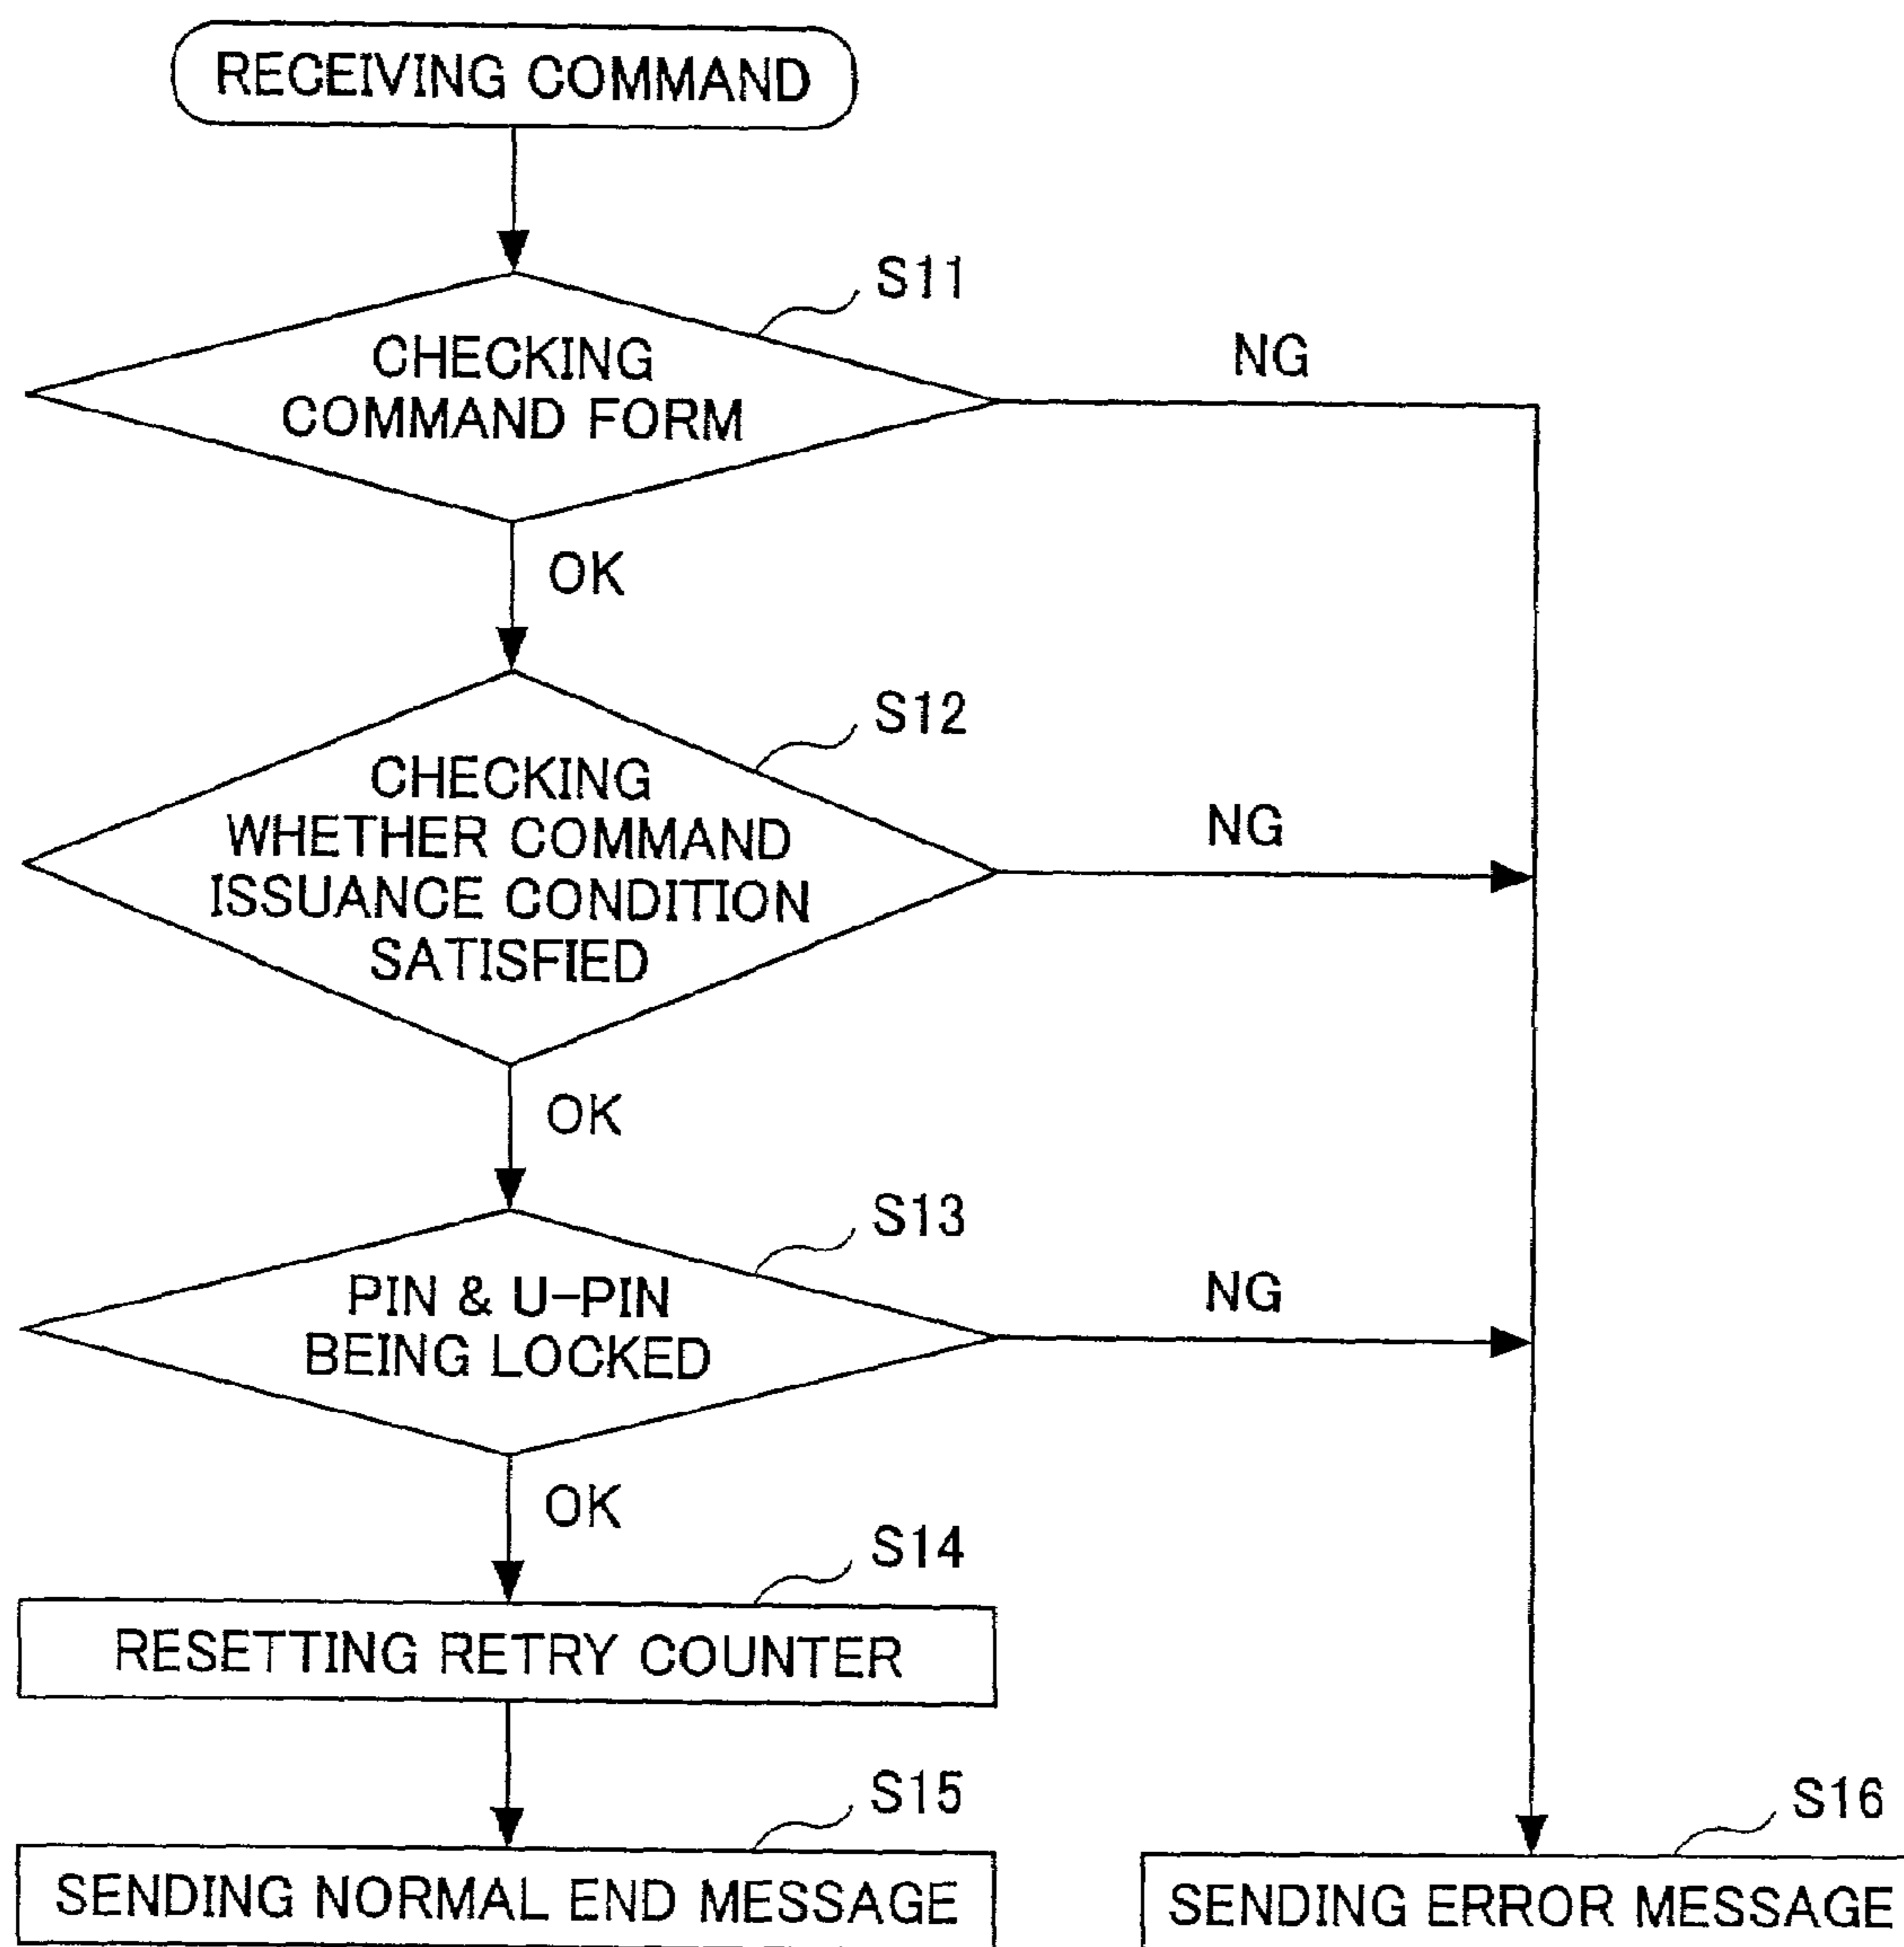 RECEIVING COMMAND
S11
CHECKING
COMMAND FORM
NG
OK
S12
CHECKING
WHETHER COMMAND
ISSUANCE CONDITION
SATISFIED
NG
OK
S13
PIN & U-PIN
BEING LOCKED
NG
OK
S14
RESETTING RETRY COUNTER
S15
SENDING NORMAL END MESSAGE
S16
SENDING ERROR MESSAGE